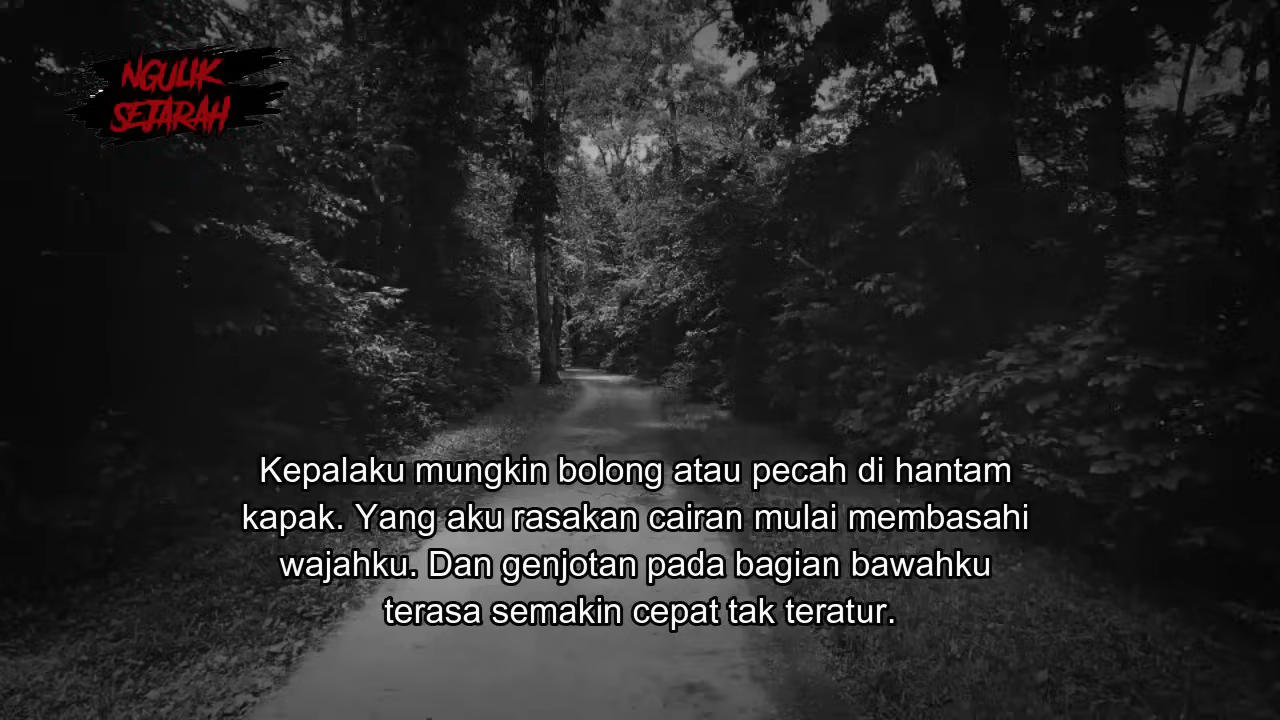 NGULIK
SEJARAH
Kepalaku mungkin bolong atau pecah di hantam
kapak. Yang aku rasakan cairan mulai membasahi
wajahku. Dan genjotan pada bagian bawahku
terasa semakin cepat tak teratur.